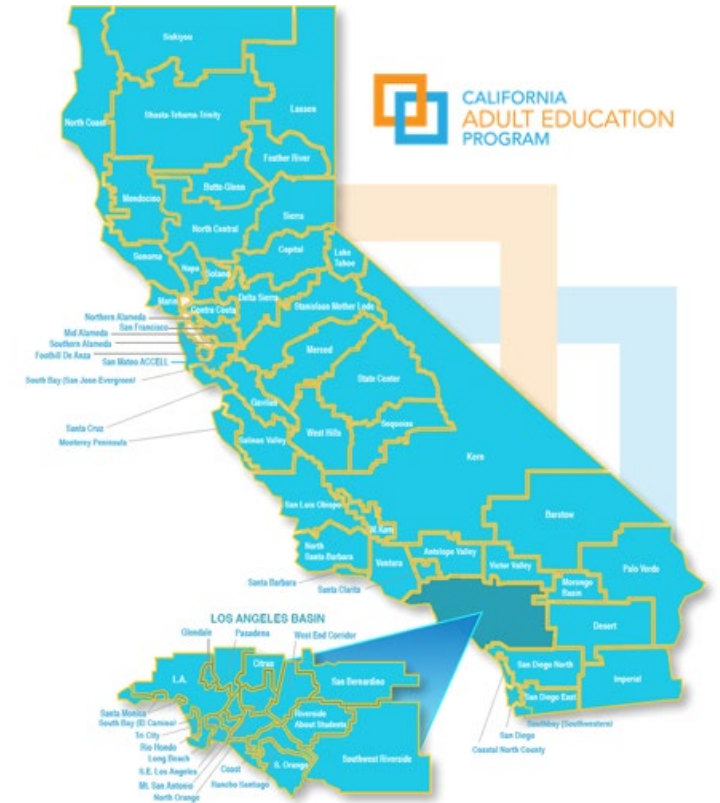 Siskiyou
CALIFORNIA
ADULT EDUCATION
PROGRAM
North Coast
Shasta-Tehama-Trinity
Lassen
Feather River
Butte-Glenn
Mendocino
North Central
Sierra
Sonoma
Napa
Solano
Capital
Lake
Tahoe
Marin
Contra Costa
Delta Sierra
Stanislaus Mother Lode
Northern Alameda
San Francisco
Mid Alameda
Southern Alameda
Foothill De Anza
San Mateo ACCELL
South Bay (San Jose-Evergreen)
Merced
State Center
Gavilan
Santa Cruz
Monterey Peninsula
Salinas Valley
West Hills
Sequoias
Kern
San Luis Obispo
Barstow
W.Kern
North
Santa Barbara
Ventura
Antelope Valley
Victor Valley
Morongo
Basin
Palo Verde
Santa Barbara
Santa Clarita
Desert
LOS ANGELES BASIN
Glendale
Pasadena
West End Corridor
Citrus
L.A.
San Bernardino
San Diego North
San Diego East
Imperial
Santa Monica
South Bay (El Camino)
Tri City
Rio Hondo
Long Beach
S.E. Los Angeles
Mt. San Antonio
North Orange
Coast
Rancho Santiago
S. Orange
Riverside
About Students
Southwest Riverside
Southbay (Southwestern)
San Diego
Coastal North County